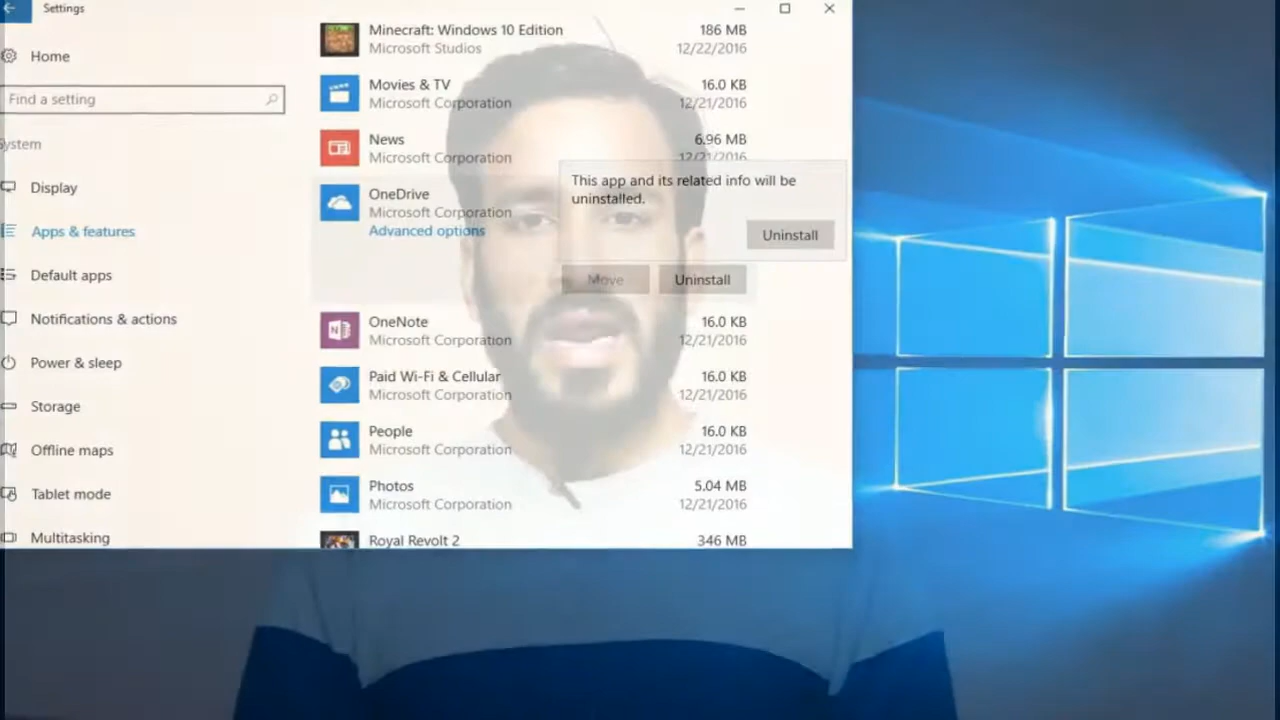 Settings
Home
Find a setting
System
Display
Apps & features
Default apps
Notifications & actions
Power & sleep
Storage
Offline maps
Tablet mode
Multitasking
Minecraft: Windows 10 Edition
186 MB
Microsoft Studios
12/22/2016
Movies & TV
16.0 KB
Microsoft Corporation
12/21/2016
News
6.96 MB
Microsoft Corporation
12/21/2016
OneDrive
Microsoft Corporation
Advanced options
This app and its related info will be
uninstalled.
Uninstall
Move
Uninstall
OneNote
16.0 KB
Microsoft Corporation
12/21/2016
Paid Wi-Fi & Cellular
16.0 KB
Microsoft Corporation
12/21/2016
People
16.0 KB
Microsoft Corporation
12/21/2016
Photos
5.04 MB
Microsoft Corporation
12/21/2016
Royal Revolt 2
346 MB